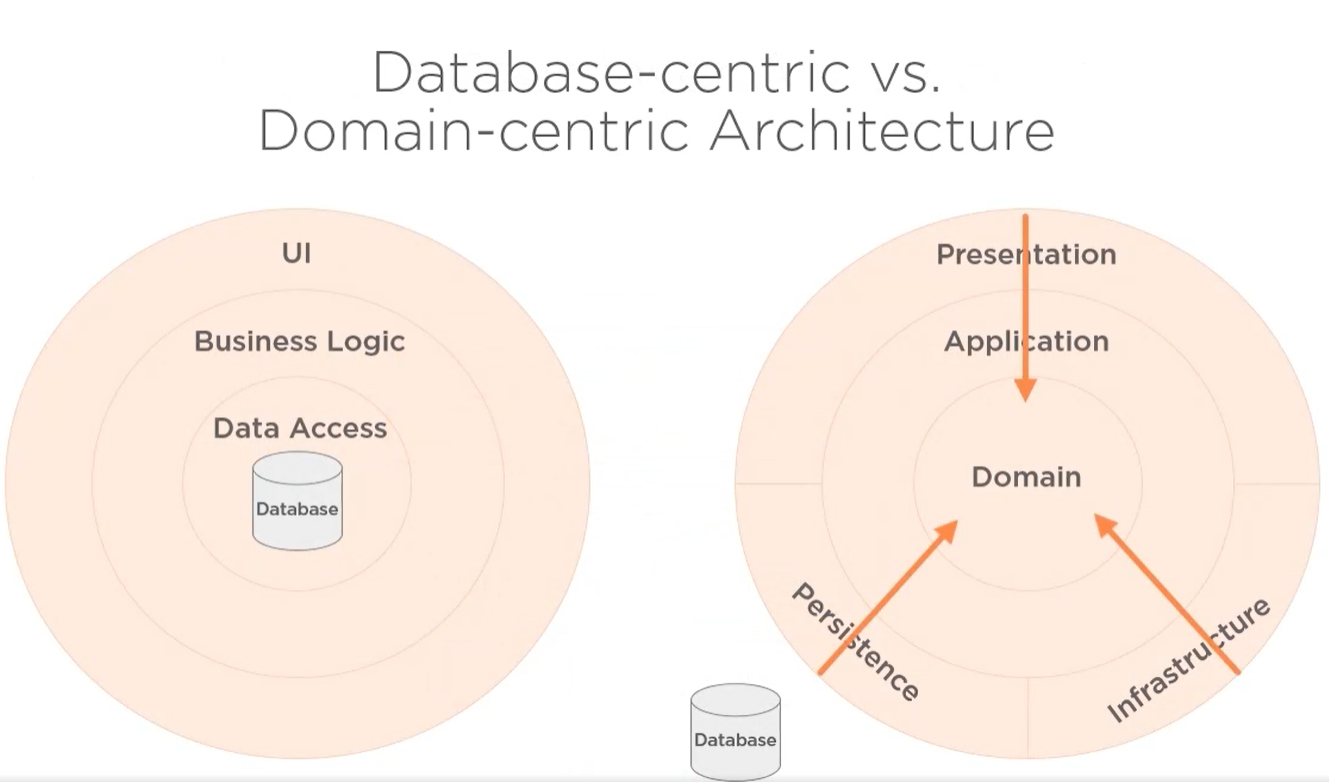 Database-centric vs.
Domain-centric Architecture
UI
Business Logic
Data Access
Database
Presentation
Application
Domain
Persistence
Infrastructure
Database